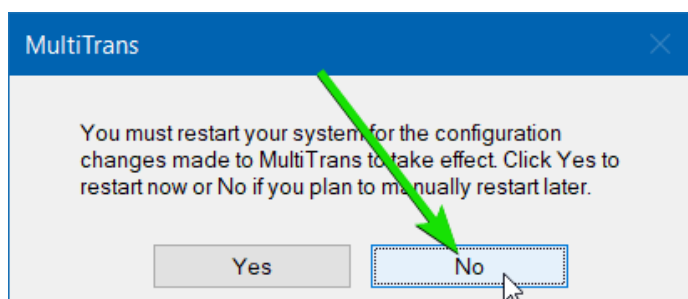 MultiTrans
You must restart your system for the configuration
changes made to MultiTrans to take effect. Click Yes to
restart now or No if you plan to manually restart later.
Yes No